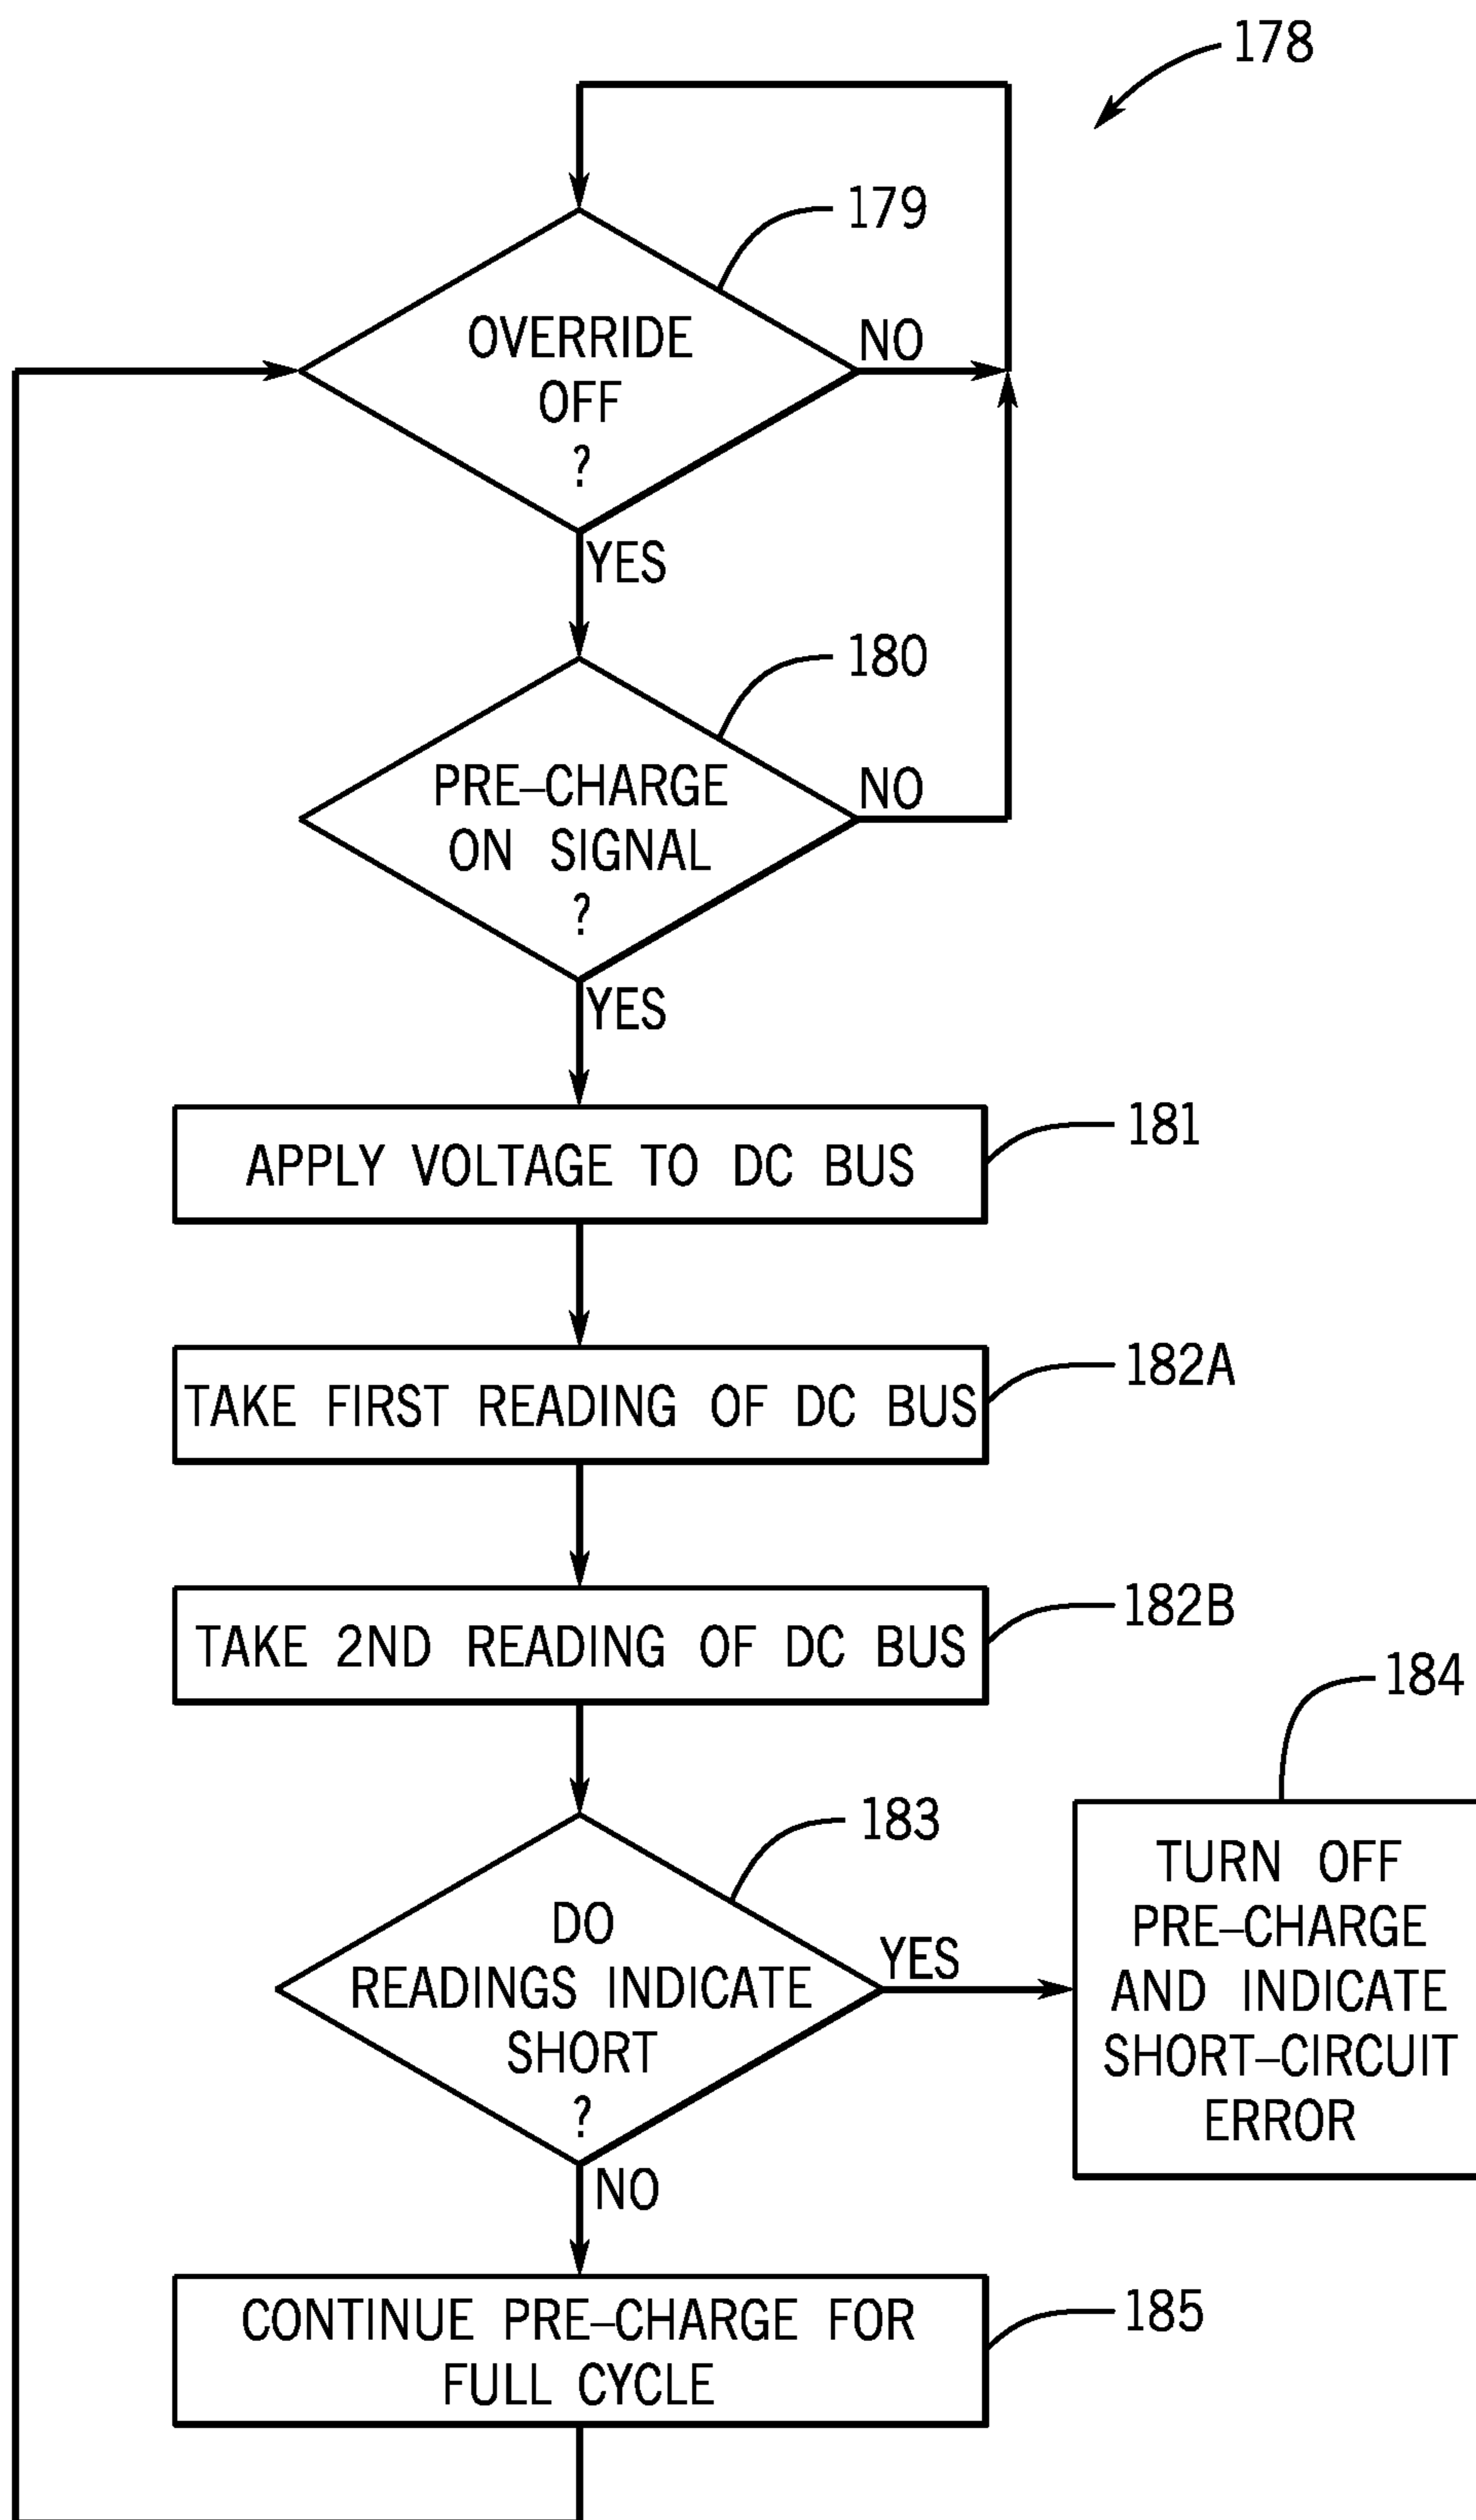 178
179
OVERRIDE
OFF
?
NO
YES
180
PRE-CHARGE
ON SIGNAL
?
NO
YES
APPLY VOLTAGE TO DC BUS
181
TAKE FIRST READING OF DC BUS
182A
TAKE 2ND READING OF DC BUS
182B
184
183
DO
READINGS INDICATE
SHORT
?
YES
NO
TURN OFF
PRE-CHARGE
AND INDICATE
SHORT-CIRCUIT
ERROR
CONTINUE PRE-CHARGE FOR
FULL CYCLE
185